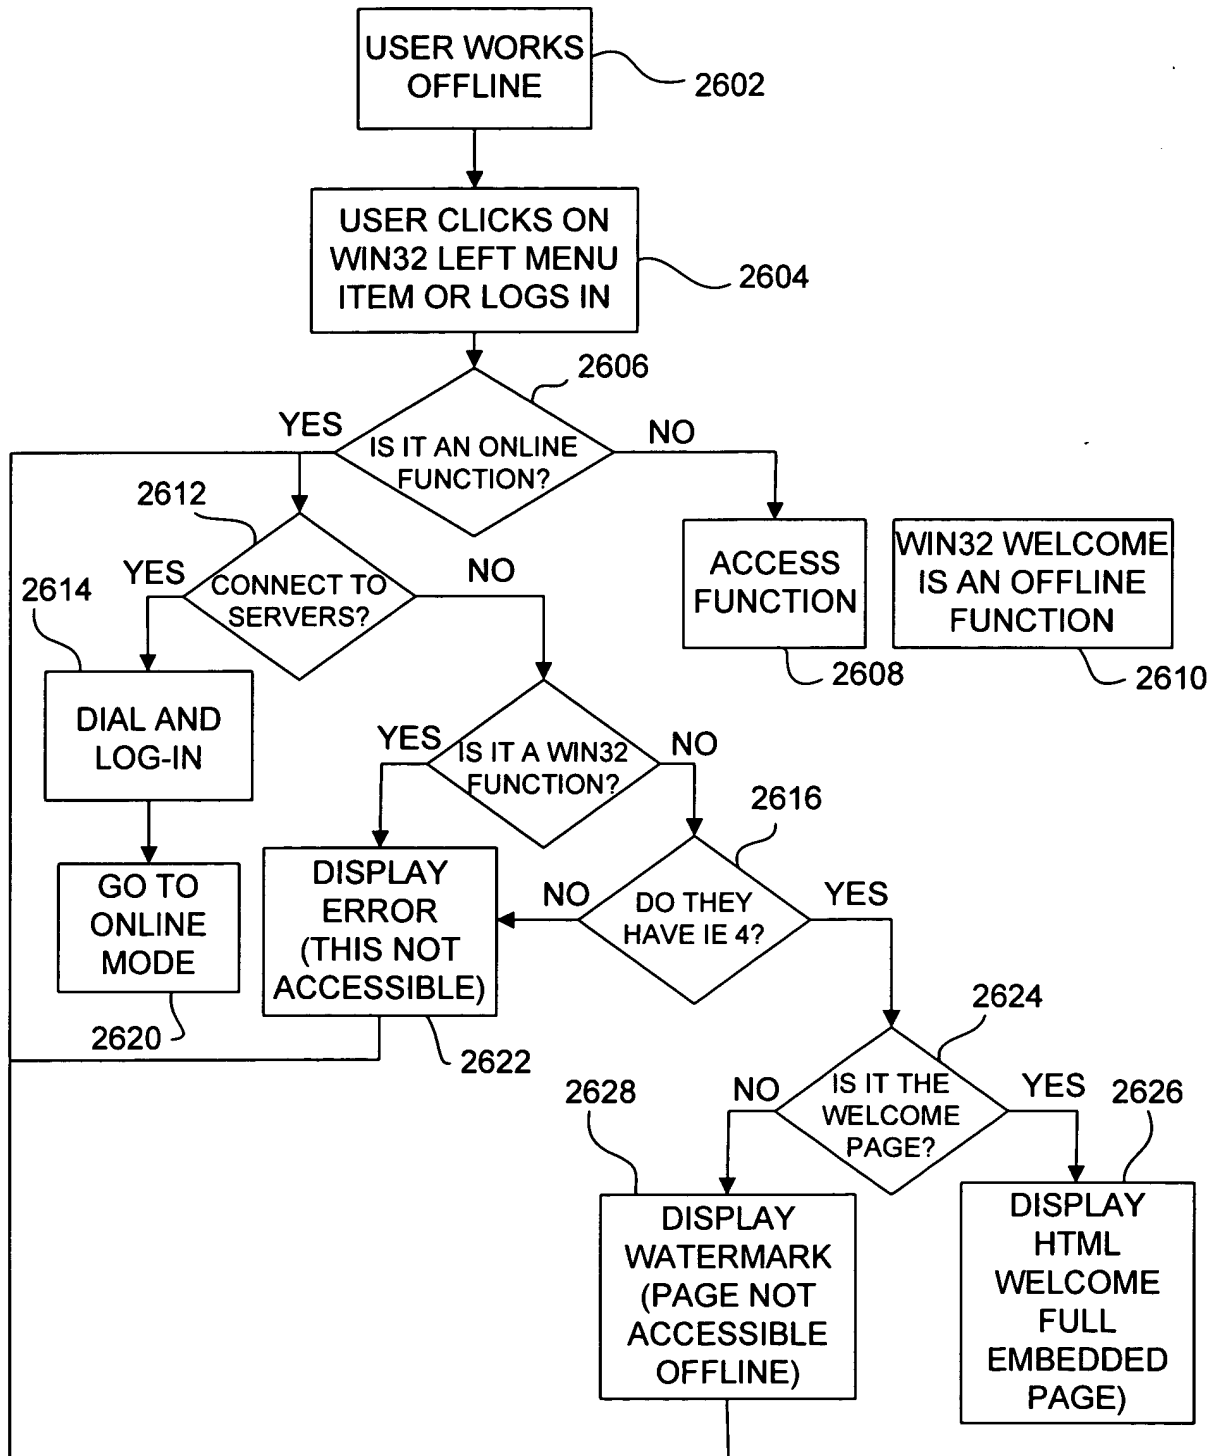 USER WORKS
OFFLINE
2602
USER CLICKS ON
WIN32 LEFT MENU
ITEM OR LOGS IN
2604
2606
YES
IS IT AN ONLINE
FUNCTION?
NO
2612
YES
CONNECT TO
SERVERS?
NO
ACCESS
FUNCTION
2608
WIN32 WELCOME
IS AN OFFLINE
FUNCTION
2610
2614
DIAL AND
LOG-IN
YES
IS IT A WIN32
FUNCTION?
NO
2616
GO TO
ONLINE
MODE
2620
DISPLAY
ERROR
(THIS NOT
ACCESSIBLE)
2622
NO
DO THEY
HAVE IE 4?
YES
2624
NO
IS IT THE
WELCOME
PAGE?
YES
2628
2626
DISPLAY
WATERMARK
(PAGE NOT
ACCESSIBLE
OFFLINE)
DISPLAY
HTML
WELCOME
FULL
EMBEDDED
PAGE)